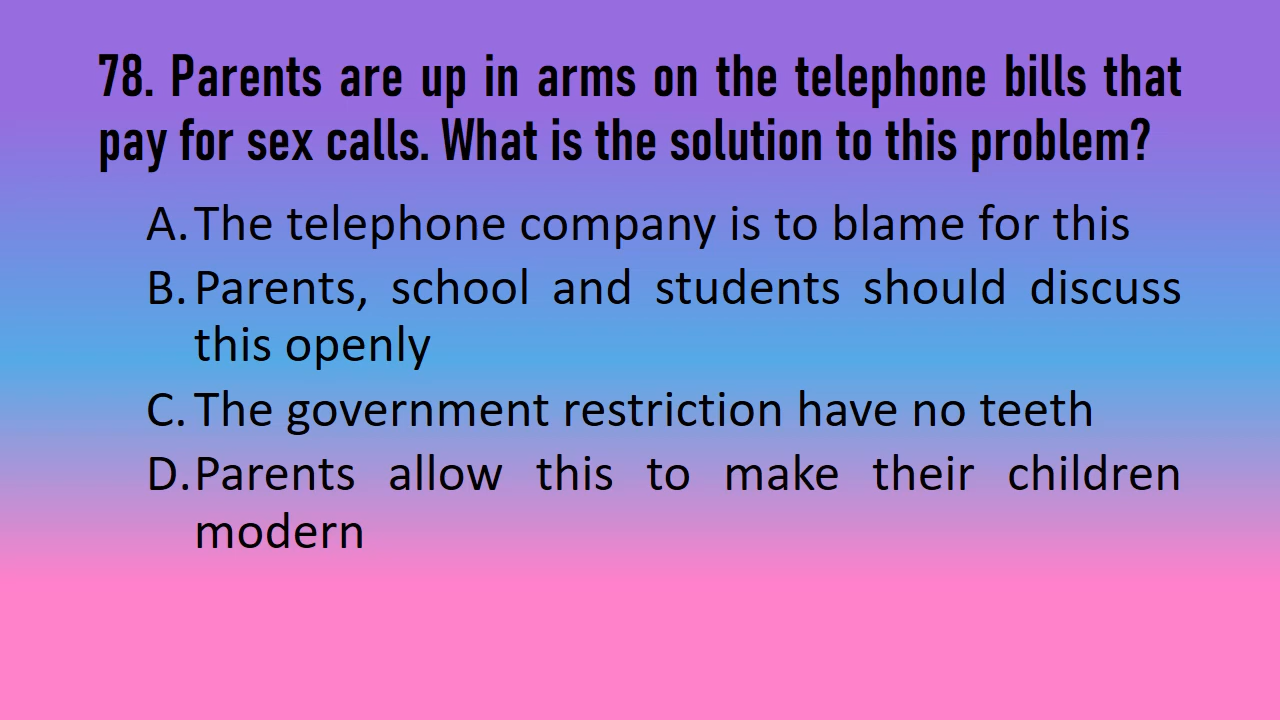 78. Parents are up in arms on the telephone bills that
pay for sex calls. What is the solution to this problem?
A. The telephone company is to blame for this
B. Parents, school and students should discuss
this openly
C. The government restriction have no teeth
D. Parents allow this to make their children
modern